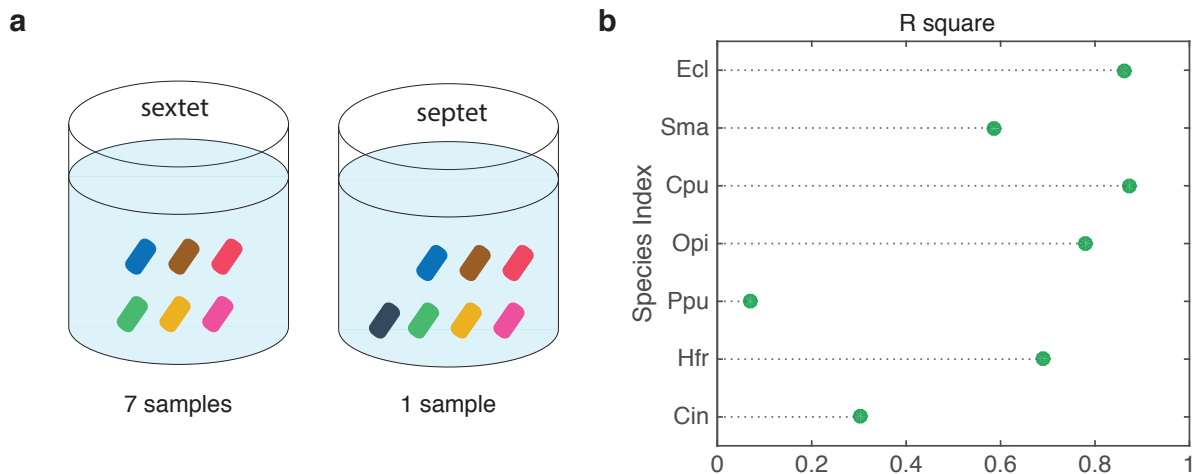 a
sextet
septet
7 samples
1 sample
b
R square
Species Index
Ecl
Sma
Cpu
Opi
Ppu
Hfr
Cin
0 0.2 0.4 0.6 0.8 1